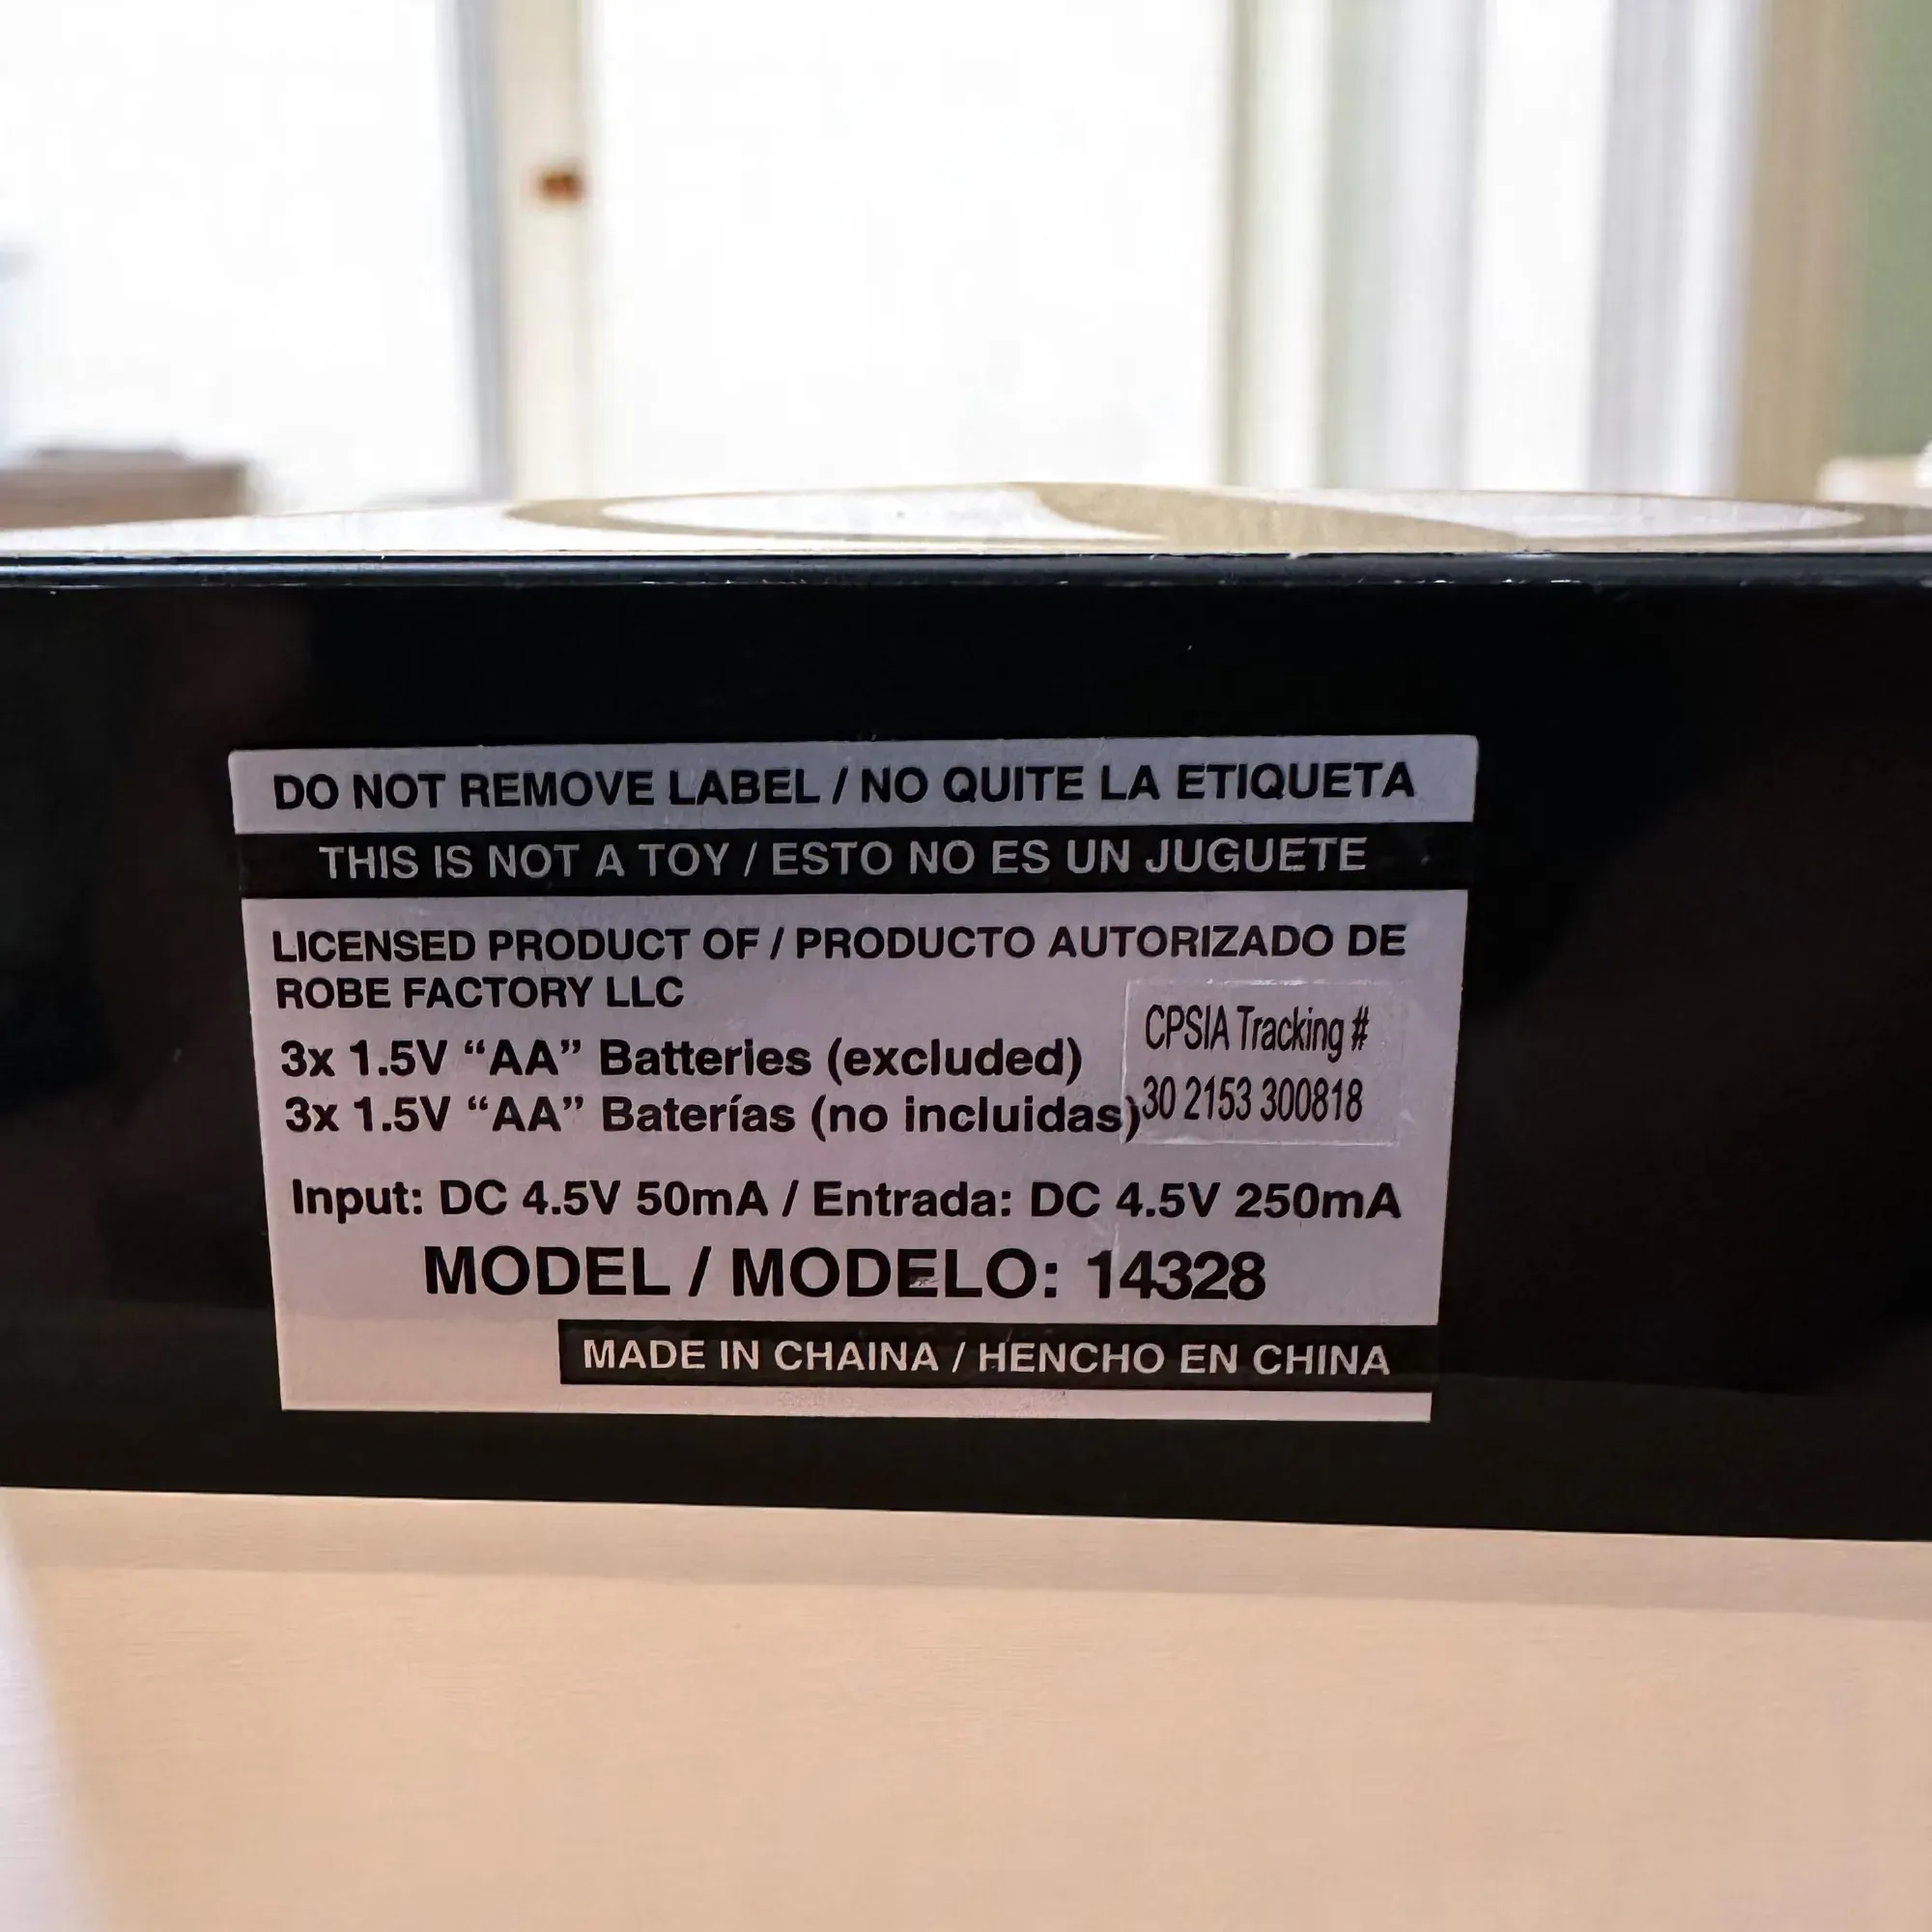 DO NOT REMOVE LABEL / NO QUITE LA ETIQUETA
THIS IS NOT A TOY / ESTO NO ES UN JUGUETE
LICENSED PRODUCT OF / PRODUCTO AUTORIZADO DE
ROBE FACTORY LLC
3x 1.5V “AA” Batteries (excluded)
3x 1.5V “AA” Baterías (no incluidas)
CPSIA Tracking #
30 2153 300818
Input: DC 4.5V 50mA / Entrada: DC 4.5V 250mA
MODEL / MODELO: 14328
MADE IN CHAINA / HENCHO EN CHINA